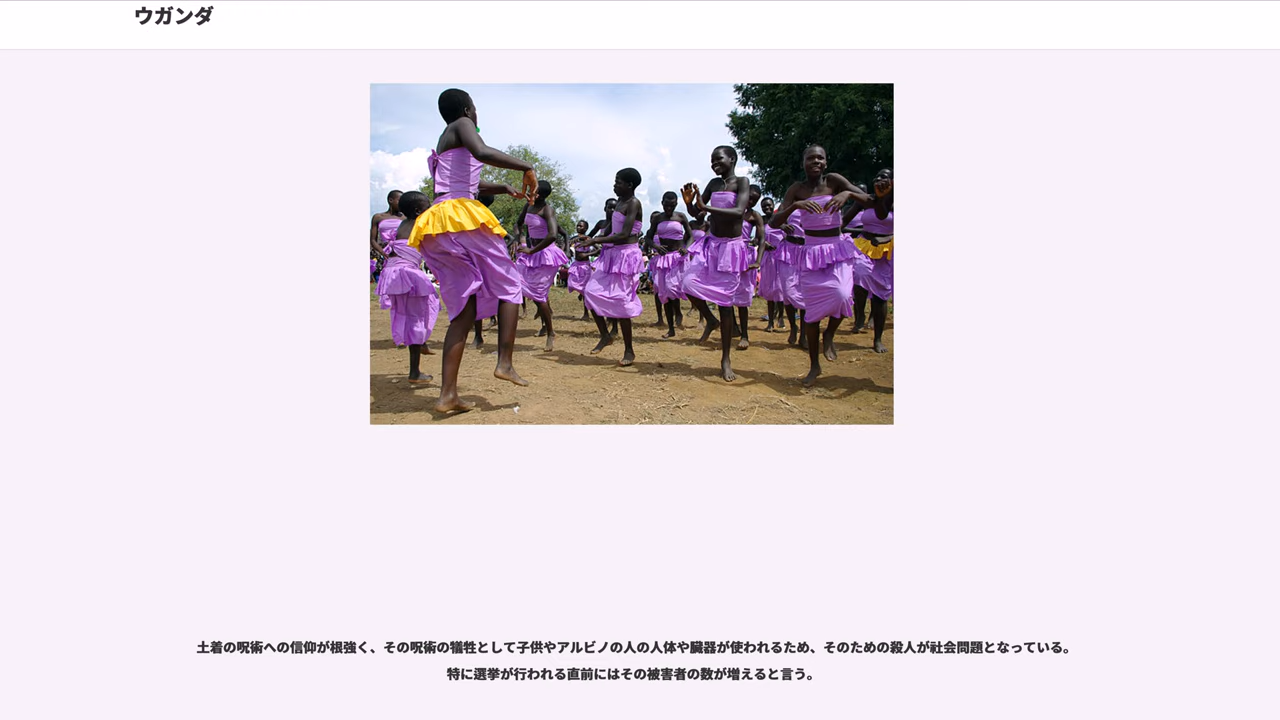 ウガンダ
土着の呪術への信仰が根強く、その呪術の犠牲として子供やアルビノの人の人体や臓器が使われるため、そのための殺人が社会問題となっている。
特に選挙が行われる直前にはその被害者の数が増えると言う。